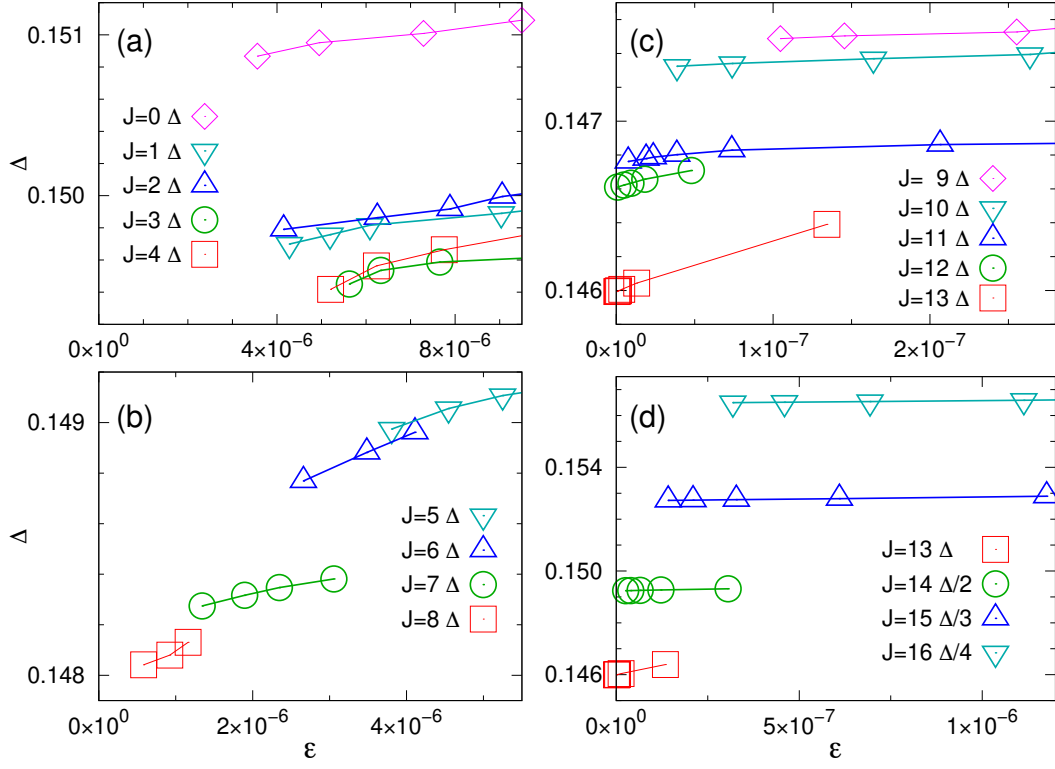 (a)
0.151
0.150
Δ
J=0 Δ
J=1 Δ
J=2 Δ
J=3 Δ
J=4 Δ
0×10⁰ 4×10⁻⁶ 8×10⁻⁶
(c)
0.147
0.146
J= 9 Δ
J=10 Δ
J=11 Δ
J=12 Δ
J=13 Δ
0×10⁰ 1×10⁻⁷ 2×10⁻⁷
(b)
0.149
0.148
Δ
J=5 Δ
J=6 Δ
J=7 Δ
J=8 Δ
0×10⁰ 2×10⁻⁶ 4×10⁻⁶
ε
(d)
0.154
0.150
0.146
J=13 Δ
J=14 Δ/2
J=15 Δ/3
J=16 Δ/4
0×10⁰ 5×10⁻⁷ 1×10⁻⁶
ε